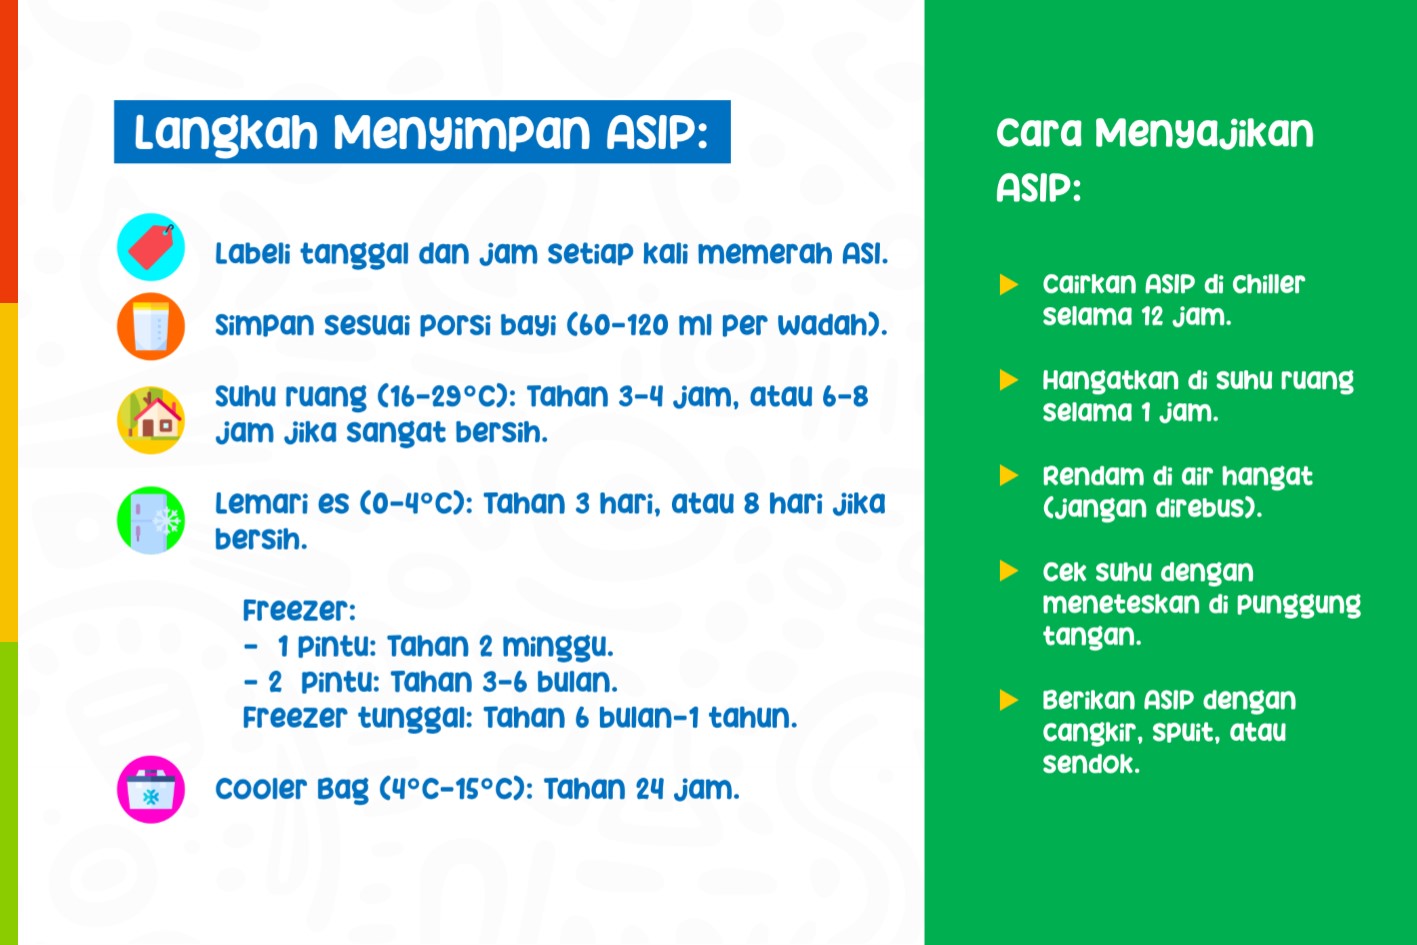 Langkah Menyimpan ASIP:
Labeli tanggal dan jam setiap kali memerah ASI.
Simpan sesuai porsi bayi (60-120 ml per wadah).
Suhu ruang (16-29°C): Tahan 3-4 jam, atau 6-8
jam jika sangat bersih.
Lemari es (0-4°C): Tahan 3 hari, atau 8 hari jika
bersih.
Freezer:
- 1 pintu: Tahan 2 minggu.
- 2 pintu: Tahan 3-6 bulan.
Freezer tunggal: Tahan 6 bulan-1 tahun.
Cooler Bag (4°C-15°C): Tahan 24 jam.
Cara Menyajikan
ASIP:
Cairkan ASIP di chiller
selama 12 jam.
Hangatkan di suhu ruang
selama 1 jam.
Rendam di air hangat
(jangan direbus).
Cek suhu dengan
meneteskan di punggung
tangan.
Berikan ASIP dengan
cangkir, spuit, atau
sendok.